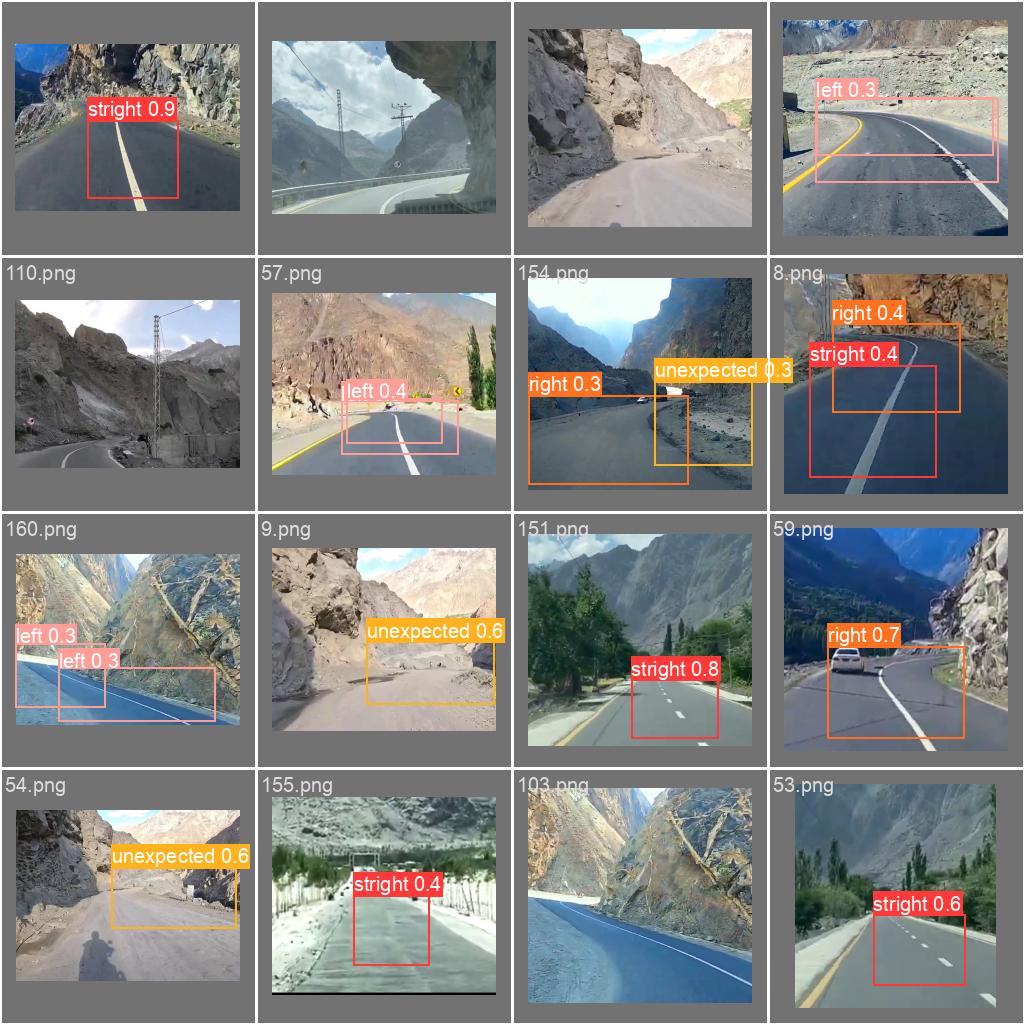 stright 0.9
left 0.3
110.png
57.png
154.png
8.png
left 0.4
right 0.3
unexpected 0.3
right 0.4
stright 0.4
160.png
9.png
151.png
59.png
left 0.3
left 0.3
unexpected 0.6
stright 0.8
right 0.7
54.png
155.png
103.png
53.png
unexpected 0.6
stright 0.4
stright 0.6